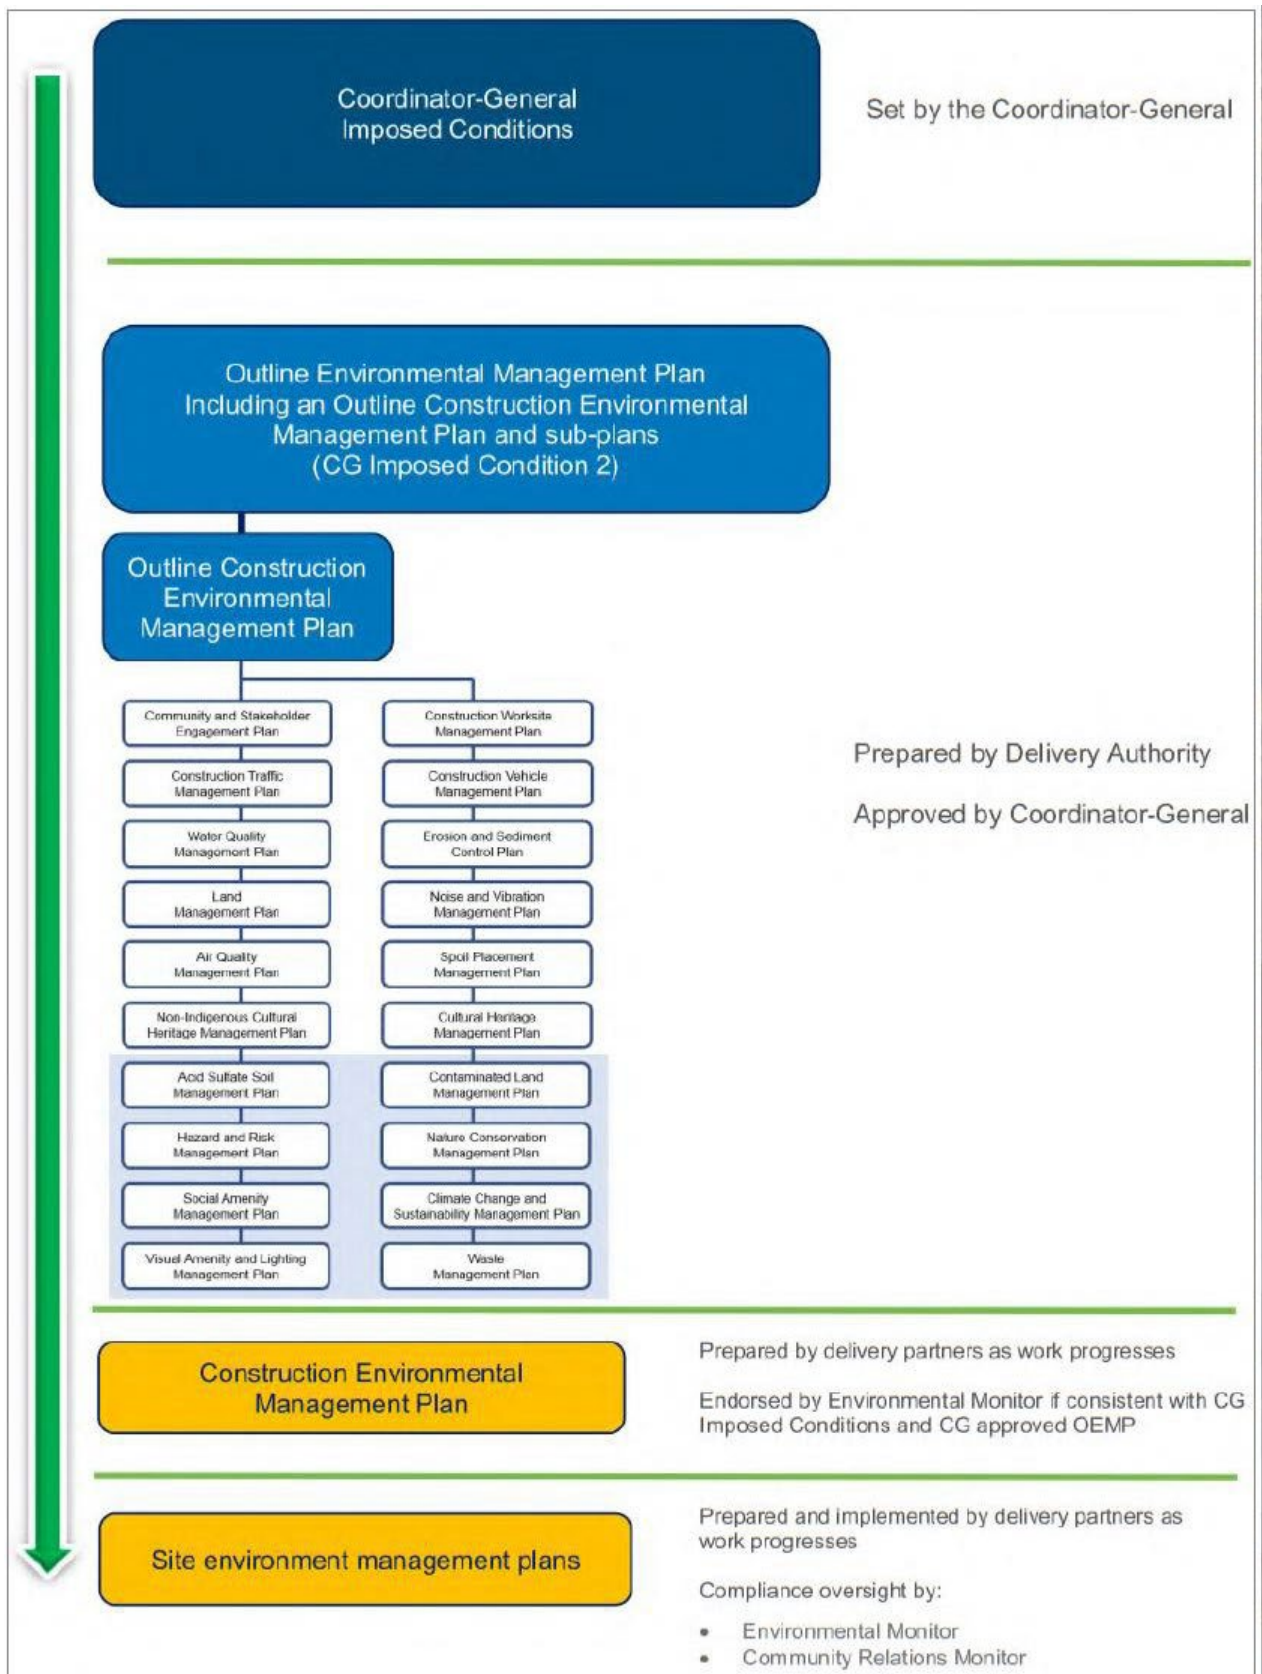 Coordinator-General
Imposed Conditions
Set by the Coordinator-General
Outline Environmental Management Plan
Including an Outline Construction Environmental
Management Plan and sub-plans
(CG Imposed Condition 2)
Outline Construction
Environmental
Management Plan
Community and Stakeholder
Engagement Plan
Construction Worksite
Management Plan
Construction Traffic
Management Plan
Construction Vehicle
Management Plan
Water Quality
Management Plan
Erosion and Sediment
Control Plan
Land
Management Plan
Noise and Vibration
Management Plan
Air Quality
Management Plan
Spoil Placement
Management Plan
Non-Indigenous Cultural
Heritage Management Plan
Cultural Heritage
Management Plan
Acid Sulfate Soil
Management Plan
Contaminated Land
Management Plan
Hazard and Risk
Management Plan
Nature Conservation
Management Plan
Social Amenity
Management Plan
Climate Change and
Sustainability Management Plan
Visual Amenity and Lighting
Management Plan
Waste
Management Plan
Prepared by Delivery Authority
Approved by Coordinator-General
Construction Environmental
Management Plan
Prepared by delivery partners as work progresses
Endorsed by Environmental Monitor if consistent with CG
Imposed Conditions and CG approved OEMP
Site environment management plans
Prepared and implemented by delivery partners as
work progresses
Compliance oversight by:
• Environmental Monitor
• Community Relations Monitor